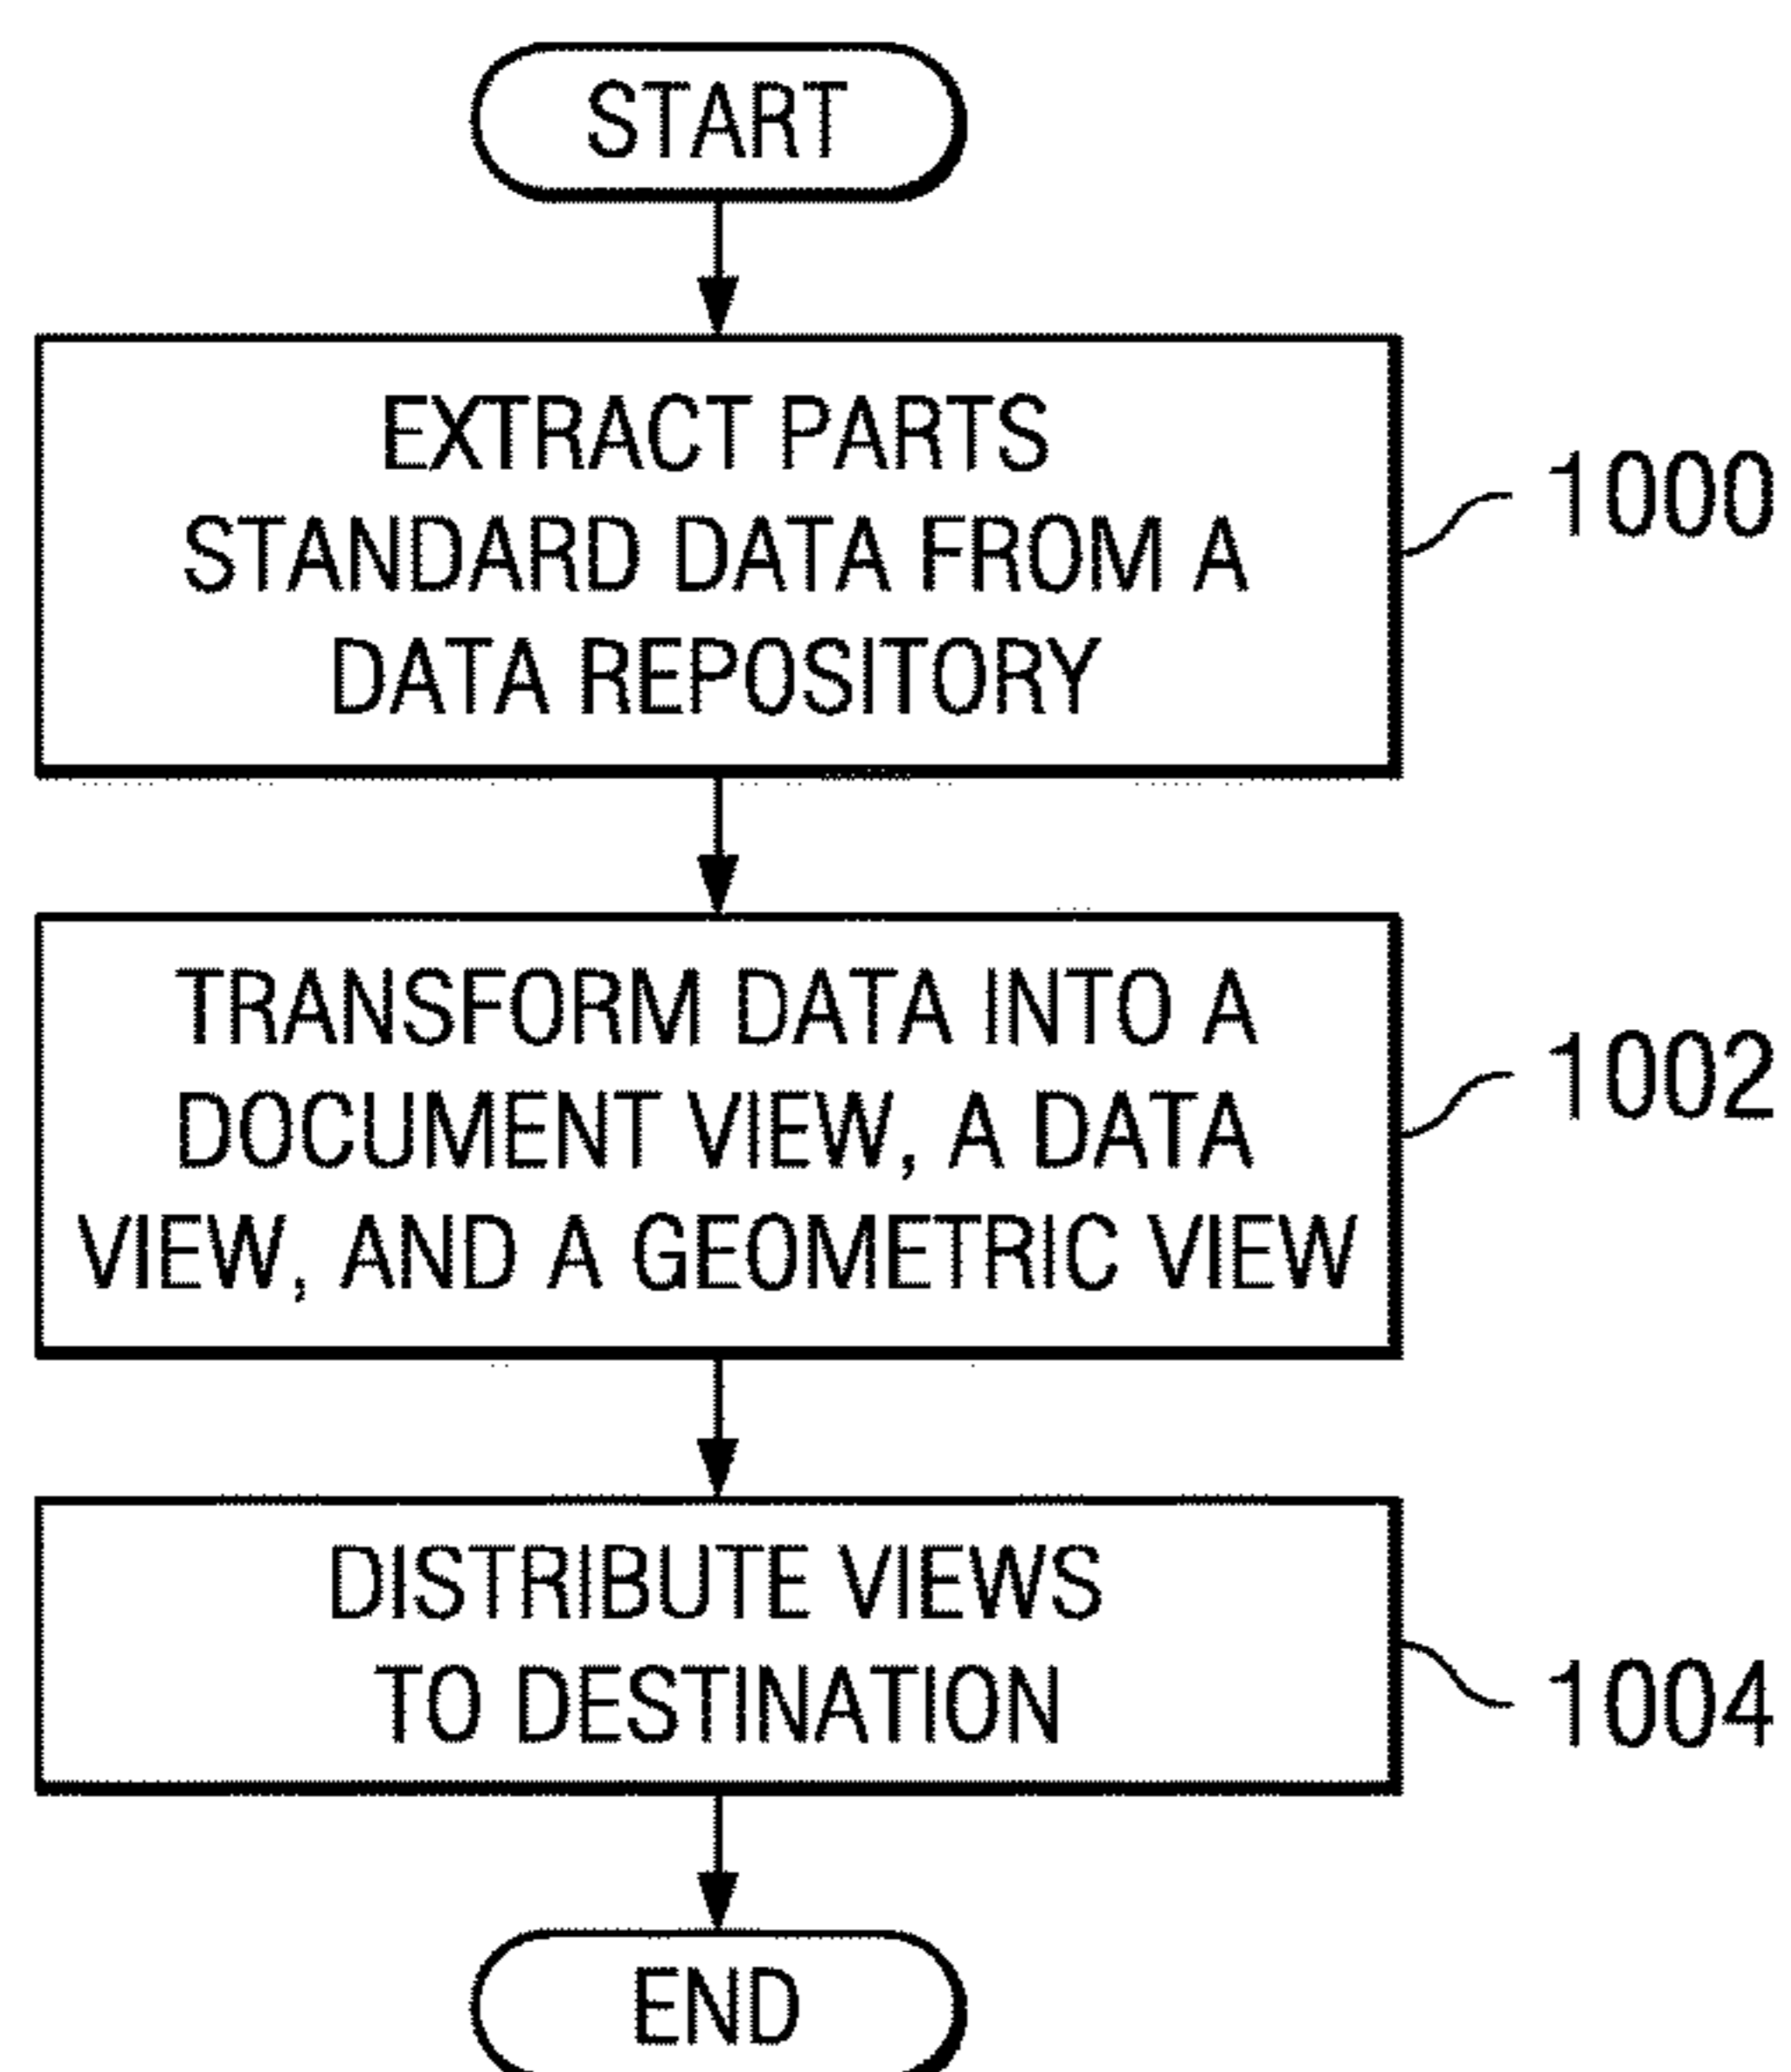 START
EXTRACT PARTS
STANDARD DATA FROM A
DATA REPOSITORY
1000
TRANSFORM DATA INTO A
DOCUMENT VIEW, A DATA
VIEW, AND A GEOMETRIC VIEW
1002
DISTRIBUTE VIEWS
TO DESTINATION
1004
END